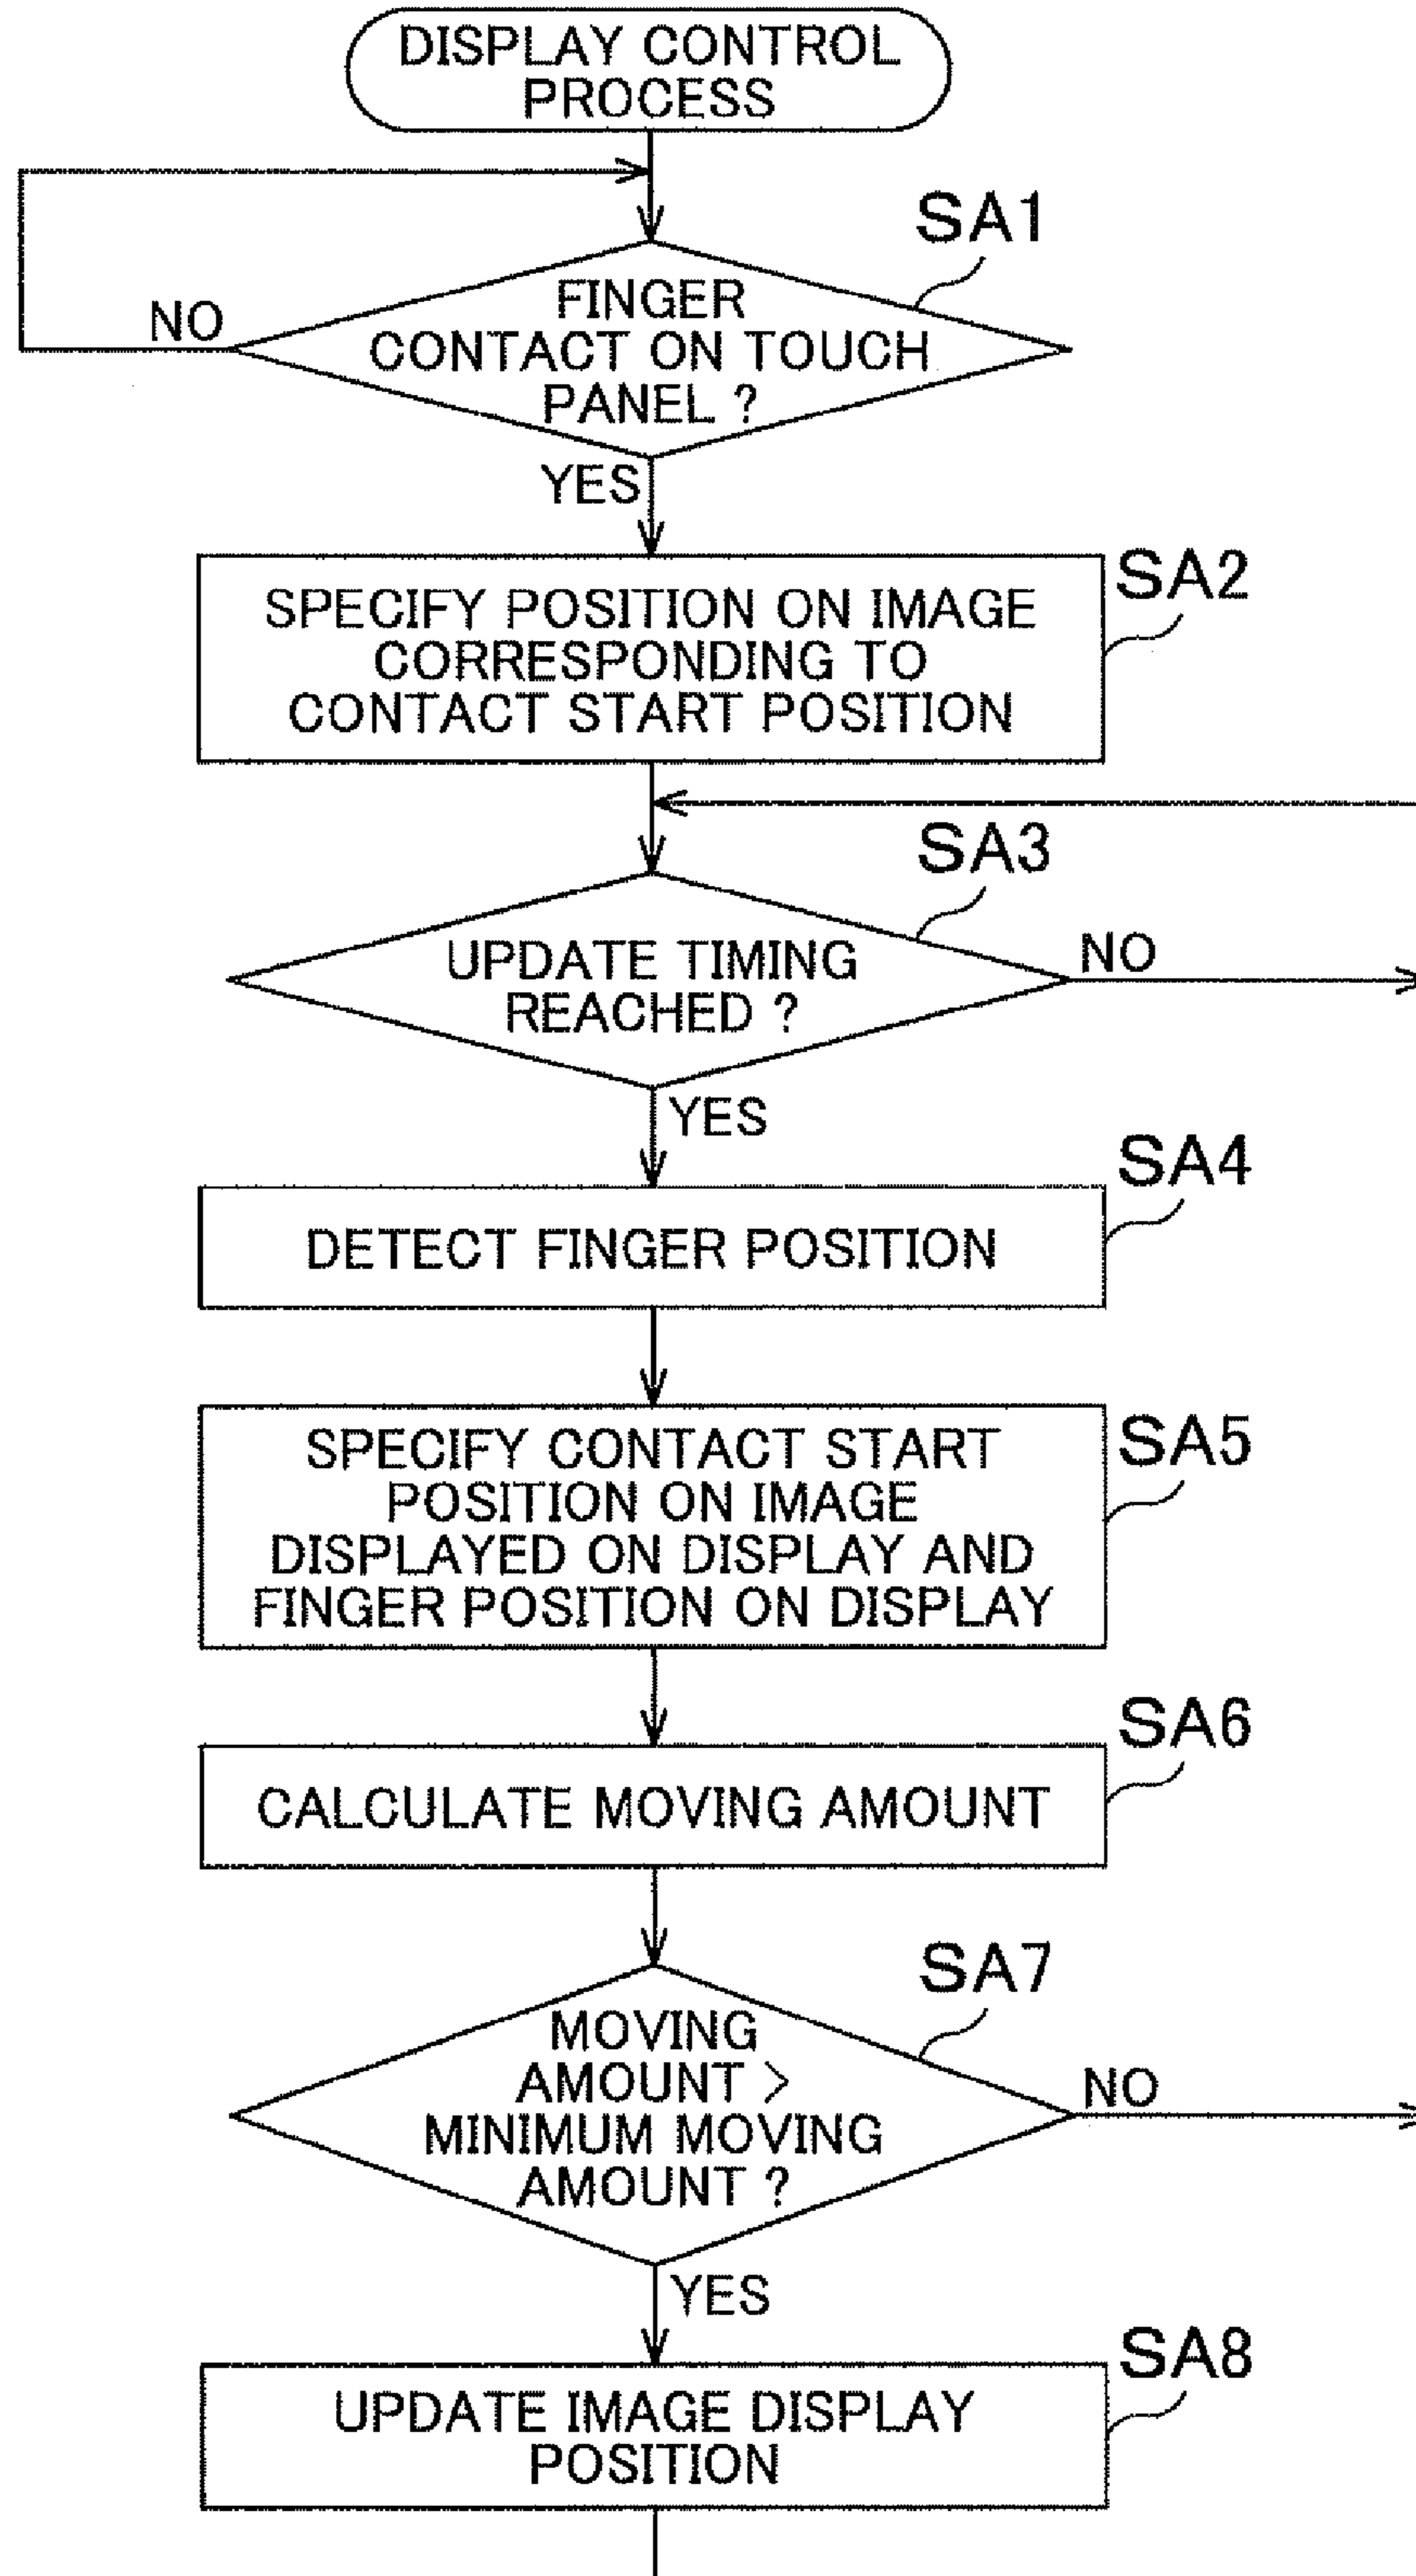 DISPLAY CONTROL
PROCESS
SA1
FINGER
CONTACT ON TOUCH
PANEL ?
NO
YES
SA2
SPECIFY POSITION ON IMAGE
CORRESPONDING TO
CONTACT START POSITION
SA3
UPDATE TIMING
REACHED ?
NO
YES
SA4
DETECT FINGER POSITION
SA5
SPECIFY CONTACT START
POSITION ON IMAGE
DISPLAYED ON DISPLAY AND
FINGER POSITION ON DISPLAY
SA6
CALCULATE MOVING AMOUNT
SA7
MOVING
AMOUNT >
MINIMUM MOVING
AMOUNT ?
NO
YES
SA8
UPDATE IMAGE DISPLAY
POSITION